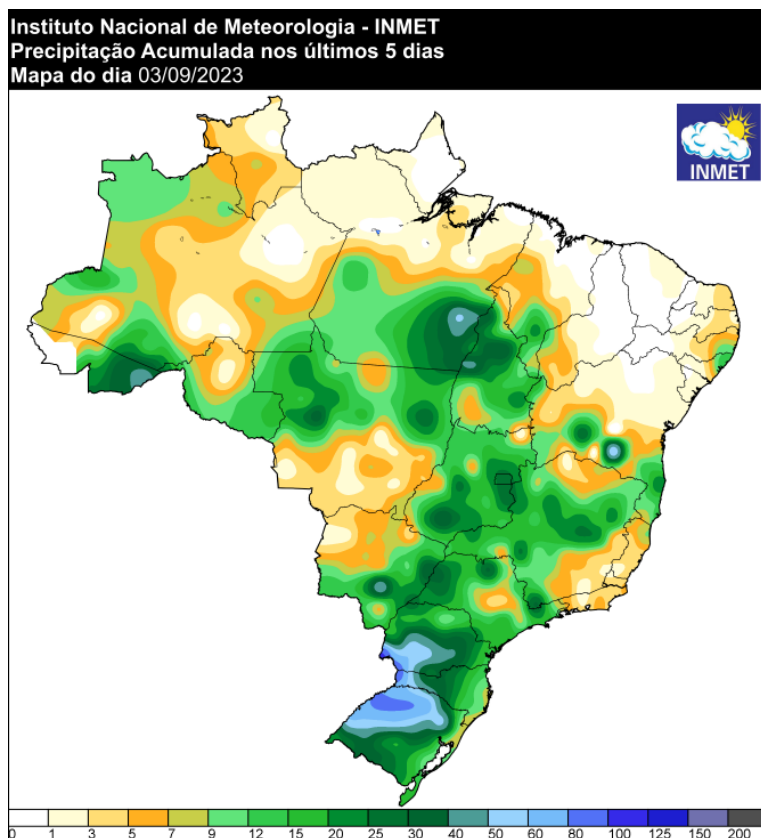 Instituto Nacional de Meteorologia - INMET
Precipitação Acumulada nos últimos 5 dias
Mapa do dia 03/09/2023
INMET
0 1 3 5 7 9 12 15 20 25 30 40 50 60 80 100 125 150 200